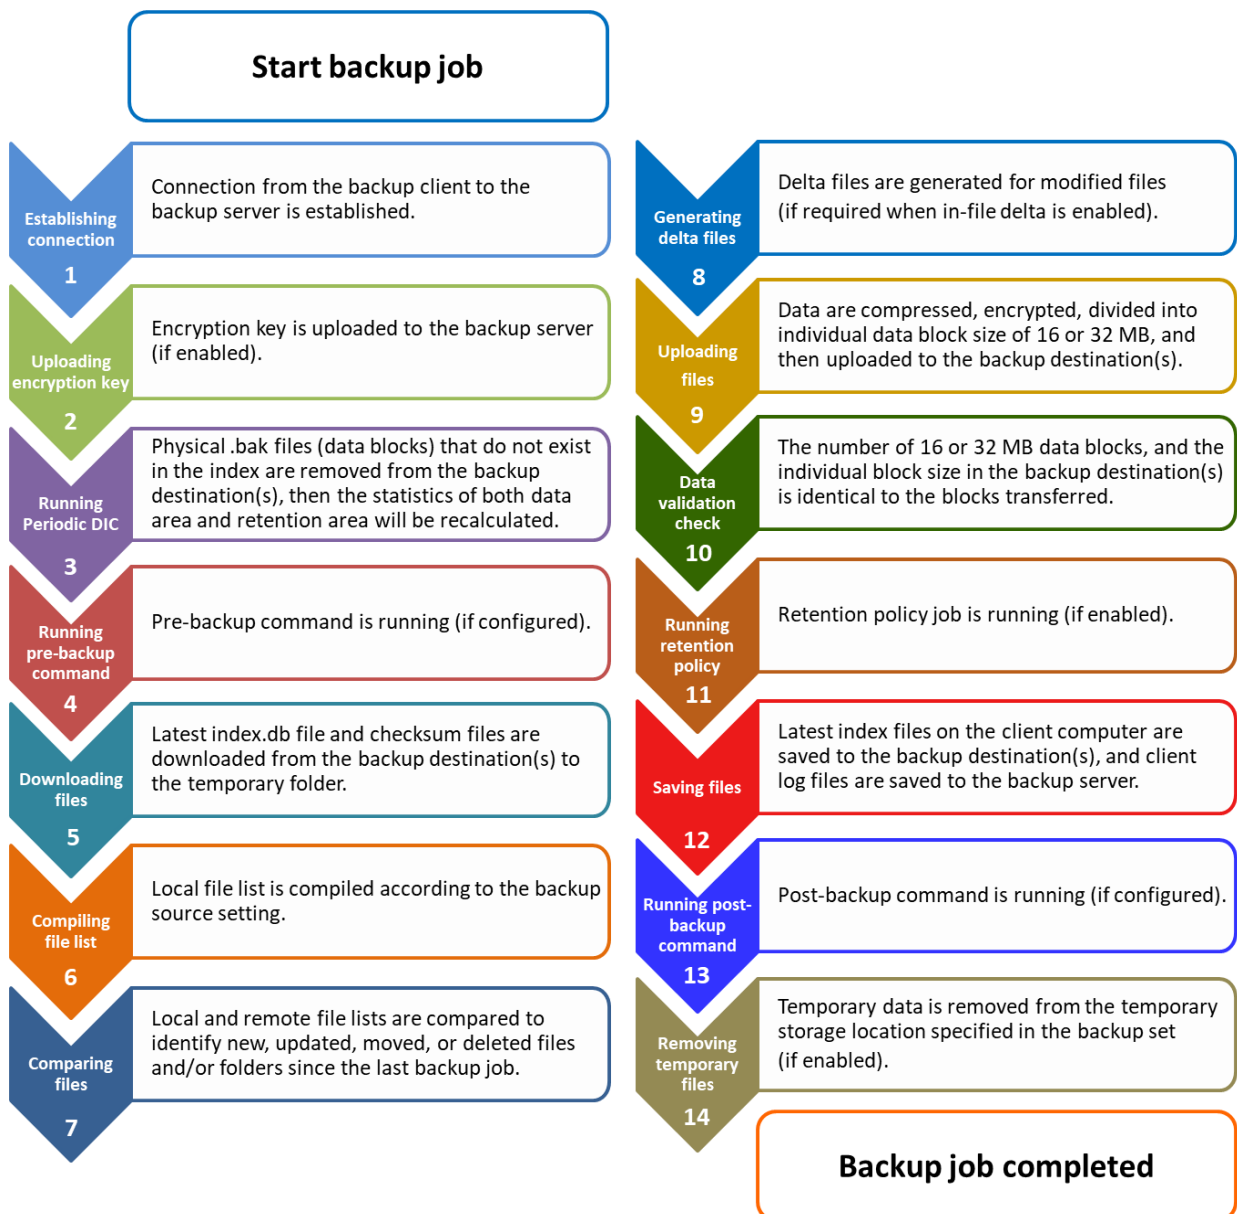 Start backup job
Establishing
connection
1
Connection from the backup client to the
backup server is established.
Uploading
encryption key
2
Encryption key is uploaded to the backup server
(if enabled).
Running
Periodic DIC
3
Physical .bak files (data blocks) that do not exist
in the index are removed from the backup
destination(s), then the statistics of both data
area and retention area will be recalculated.
Running
pre-backup
command
4
Pre-backup command is running (if configured).
Downloading
files
5
Latest index.db file and checksum files are
downloaded from the backup destination(s) to
the temporary folder.
Compiling
file list
6
Local file list is compiled according to the backup
source setting.
Comparing
files
7
Local and remote file lists are compared to
identify new, updated, moved, or deleted files
and/or folders since the last backup job.
Generating
delta files
8
Delta files are generated for modified files
(if required when in-file delta is enabled).
Uploading
files
9
Data are compressed, encrypted, divided into
individual data block size of 16 or 32 MB, and
then uploaded to the backup destination(s).
Data
validation
check
10
The number of 16 or 32 MB data blocks, and the
individual block size in the backup destination(s)
is identical to the blocks transferred.
Running
retention
policy
11
Retention policy job is running (if enabled).
Saving files
12
Latest index files on the client computer are
saved to the backup destination(s), and client
log files are saved to the backup server.
Running post-
backup
command
13
Post-backup command is running (if configured).
Removing
temporary
files
14
Temporary data is removed from the temporary
storage location specified in the backup set
(if enabled).
Backup job completed